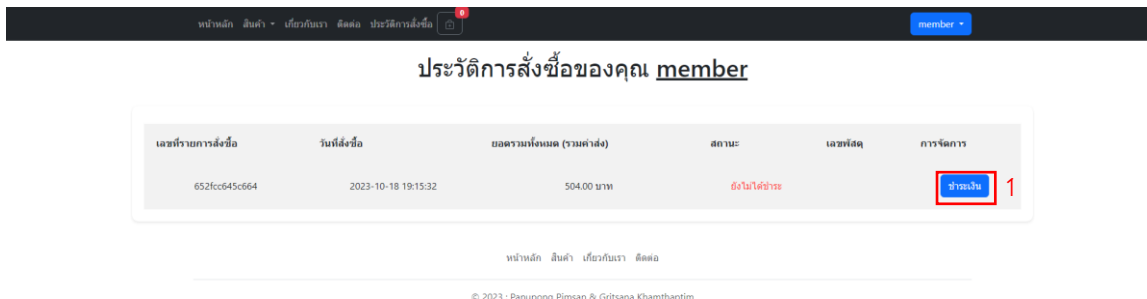 หน้าหลัก สินค้า เกี่ยวกับเรา ติดต่อ ประวัติการสั่งซื้อ 0 member
ประวัติการสั่งซื้อของคุณ member
เลขที่รายการสั่งซื้อ วันที่สั่งซื้อ ยอดรวมทั้งหมด (รวมค่าส่ง) สถานะ เลขพัสดุ การจัดการ
652fcc645c664 2023-10-18 19:15:32 504.00 บาท ยังไม่ได้ชำระ ชำระเงิน 1
หน้าหลัก สินค้า เกี่ยวกับเรา ติดต่อ
© 2023 : Panupong Pimsan & Gritsana Khamthantim